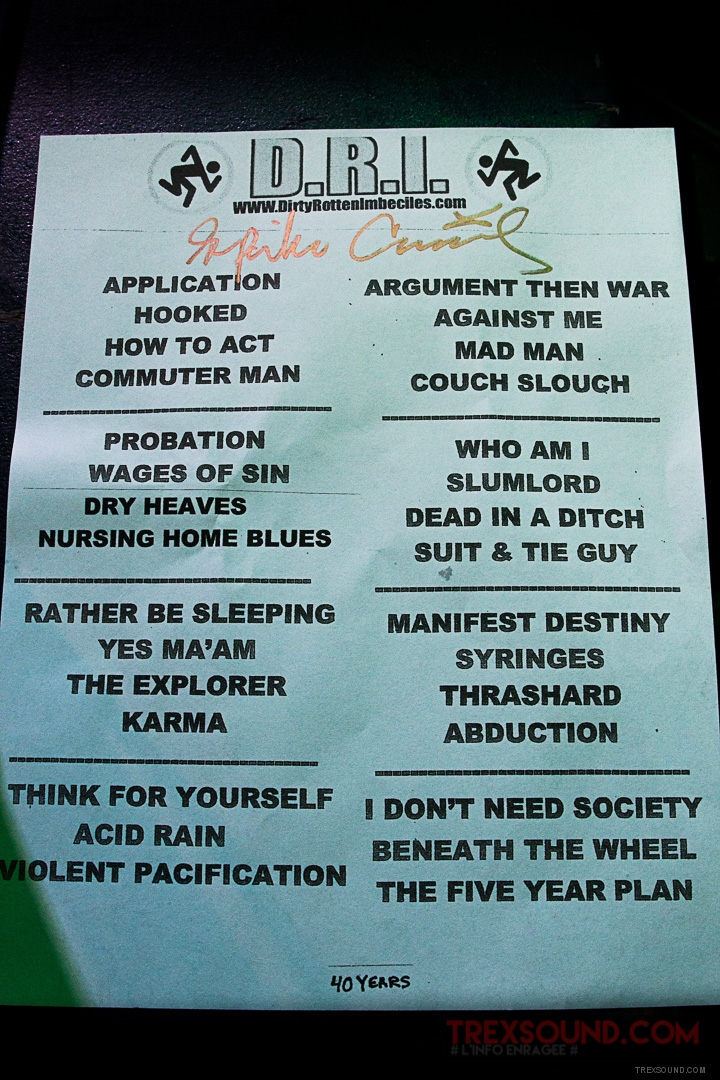 D.R.I.
www.DirtyRottenImbeciles.com
APPLICATION
HOOKED
HOW TO ACT
COMMUTER MAN
PROBATION
WAGES OF SIN
DRY HEAVES
NURSING HOME BLUES
RATHER BE SLEEPING
YES MA'AM
THE EXPLORER
KARMA
THINK FOR YOURSELF
ACID RAIN
VIOLENT PACIFICATION
ARGUMENT THEN WAR
AGAINST ME
MAD MAN
COUCH SLOUCH
WHO AM I
SLUMLORD
DEAD IN A DITCH
SUIT & TIE GUY
MANIFEST DESTINY
SYRINGES
THRASHARD
ABDUCTION
I DON'T NEED SOCIETY
BENEATH THE WHEEL
THE FIVE YEAR PLAN
40 YEARS
TREXSOUND.COM
# L'INFO ENRAGEE #
TREXSOUND.COM